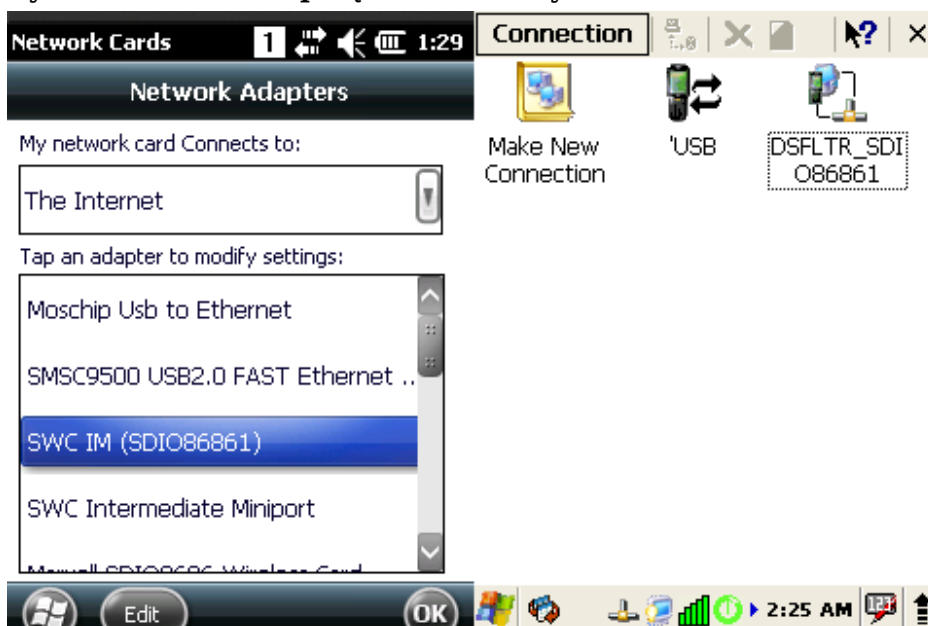 Network Cards 1 1:29
Network Adapters
My network card Connects to:
The Internet
Tap an adapter to modify settings:
Moschip Usb to Ethernet
SMSC9500 USB2.0 FAST Ethernet ..
SWC IM (SDIO86861)
SWC Intermediate Miniport
Edit
OK
Connection ? ×
Make New
Connection
'USB
DSFLTR_SDI
O86861
2:25 AM 123